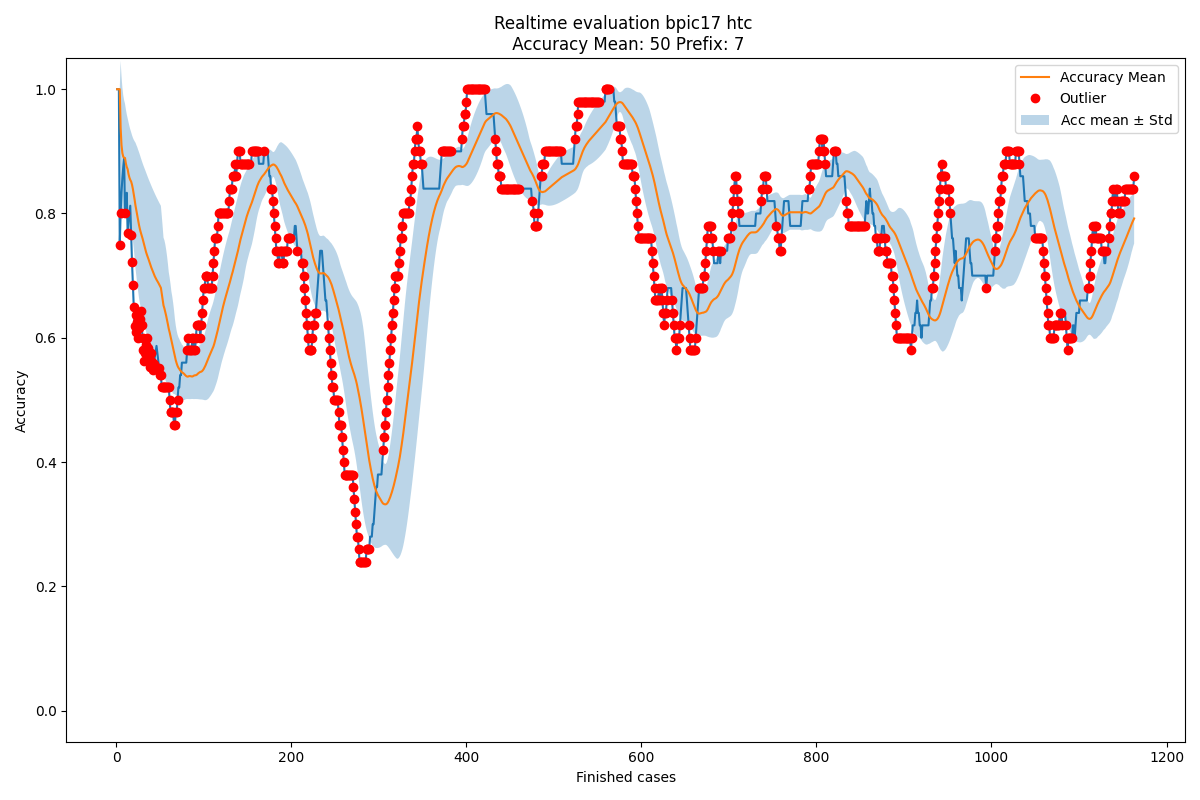 Realtime evaluation bpic17 htc
Accuracy Mean: 50 Prefix: 7
Accuracy Mean
Outlier
Acc mean ± Std
Accuracy
1.0
0.8
0.6
0.4
0.2
0.0
0 200 400 600 800 1000 1200
Finished cases